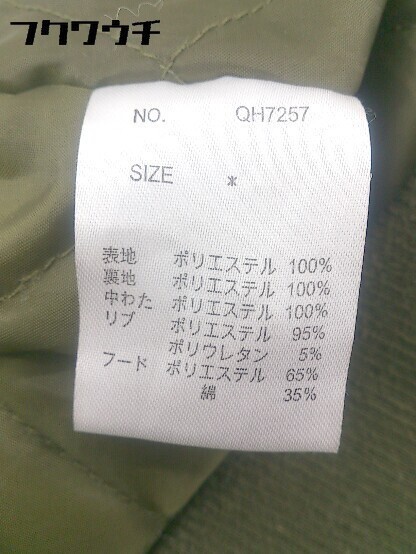 フクワウチ
NO. QH7257
SIZE *
表地 ポリエステル 100%
裏地 ポリエステル 100%
中わた ポリエステル 100%
リブ ポリエステル 95%
ポリウレタン 5%
フード ポリエステル 65%
綿 35%